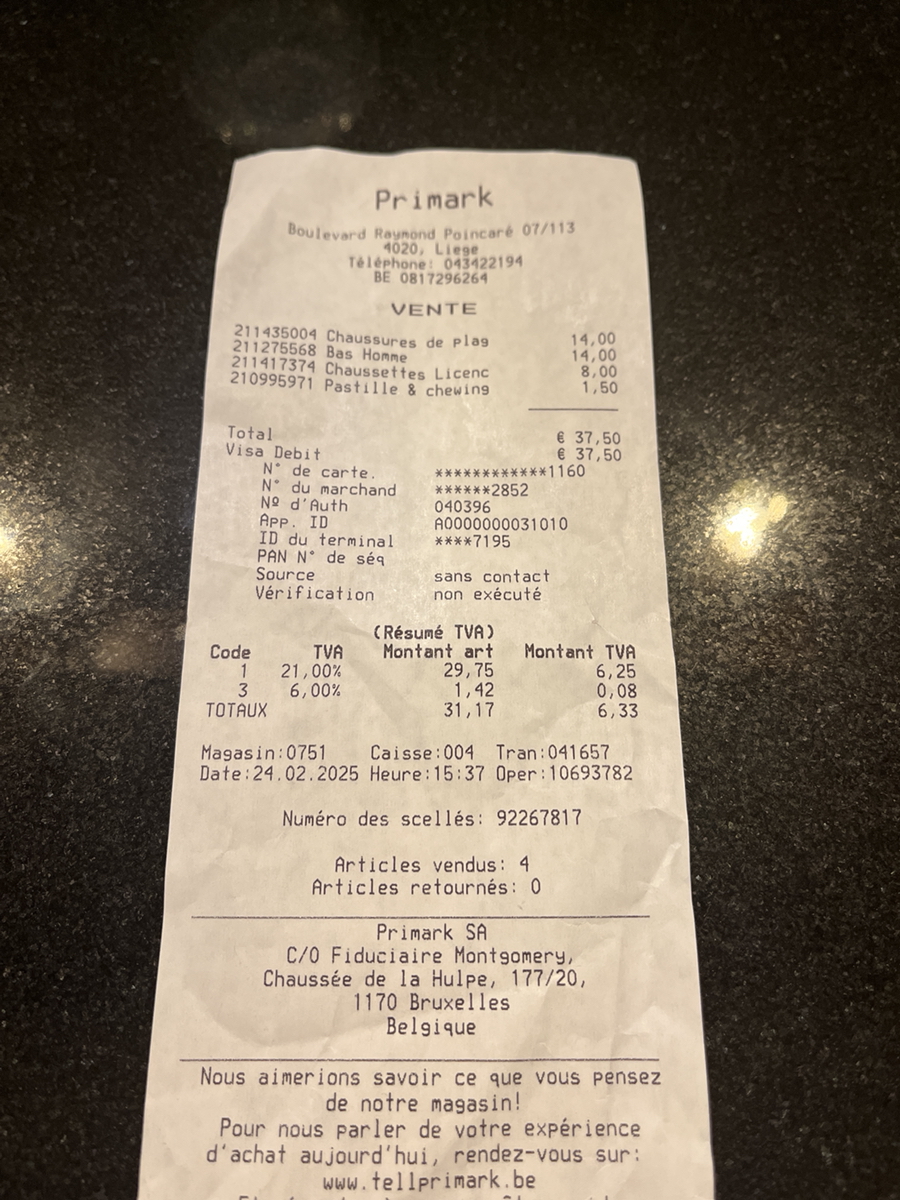 Primark
Boulevard Raymond Poincaré 07/113
4020, Liege
Téléphone: 043422194
BE 0817296264
VENTE
211435004 Chaussures de plag 14,00
211275568 Bas Homme 14,00
211417374 Chaussettes Licenc 8,00
210995971 Pastille & chewing 1,50
Total € 37,50
Visa Debit € 37,50
N° de carte. ************1160
N° du marchand ******2852
Nº d'Auth 040396
App. ID A0000000031010
ID du terminal ****7195
PAN N° de séq
Source sans contact
Vérification non exécuté
(Résumé TVA)
Code TVA Montant art Montant TVA
1 21,00% 29,75 6,25
3 6,00% 1,42 0,08
TOTAUX 31,17 6,33
Magasin:0751 Caisse:004 Tran:041657
Date:24.02.2025 Heure:15:37 Oper:10693782
Numéro des scellés: 92267817
Articles vendus: 4
Articles retournés: 0
Primark SA
C/O Fiduciaire Montgomery,
Chaussée de la Hulpe, 177/20,
1170 Bruxelles
Belgique
Nous aimerions savoir ce que vous pensez
de notre magasin!
Pour nous parler de votre expérience
d'achat aujourd'hui, rendez-vous sur:
www.tellprimark.be